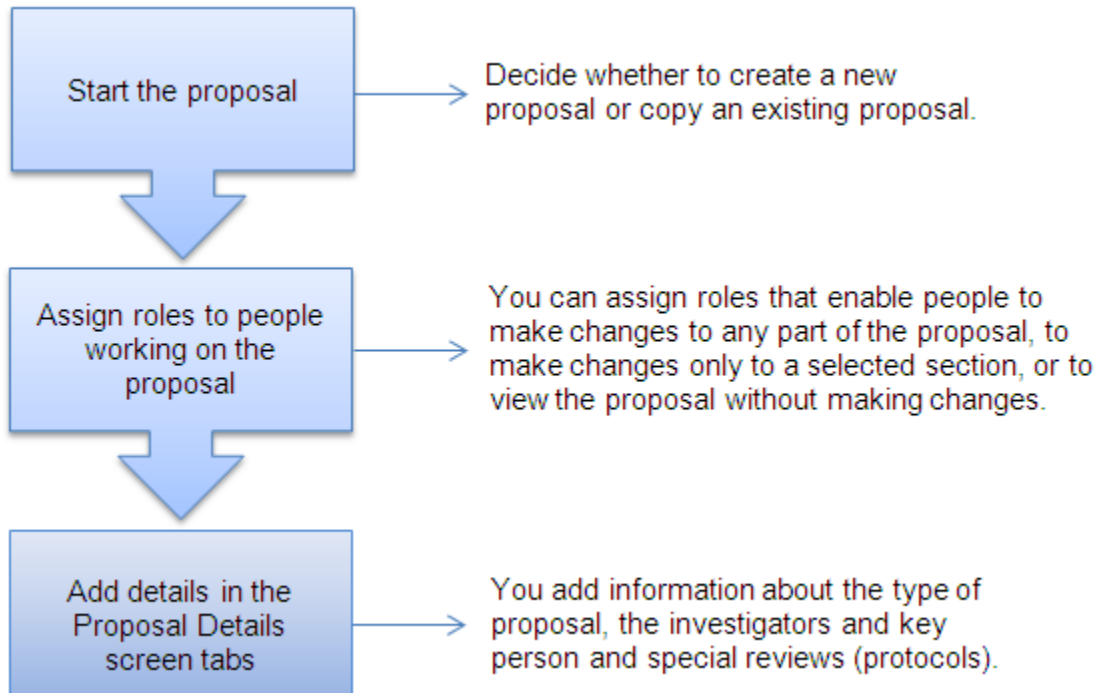 Start the proposal
Decide whether to create a new
proposal or copy an existing proposal.
Assign roles to people
working on the
proposal
You can assign roles that enable people to
make changes to any part of the proposal, to
make changes only to a selected section, or to
view the proposal without making changes.
Add details in the
Proposal Details
screen tabs
You add information about the type of
proposal, the investigators and key
person and special reviews (protocols).